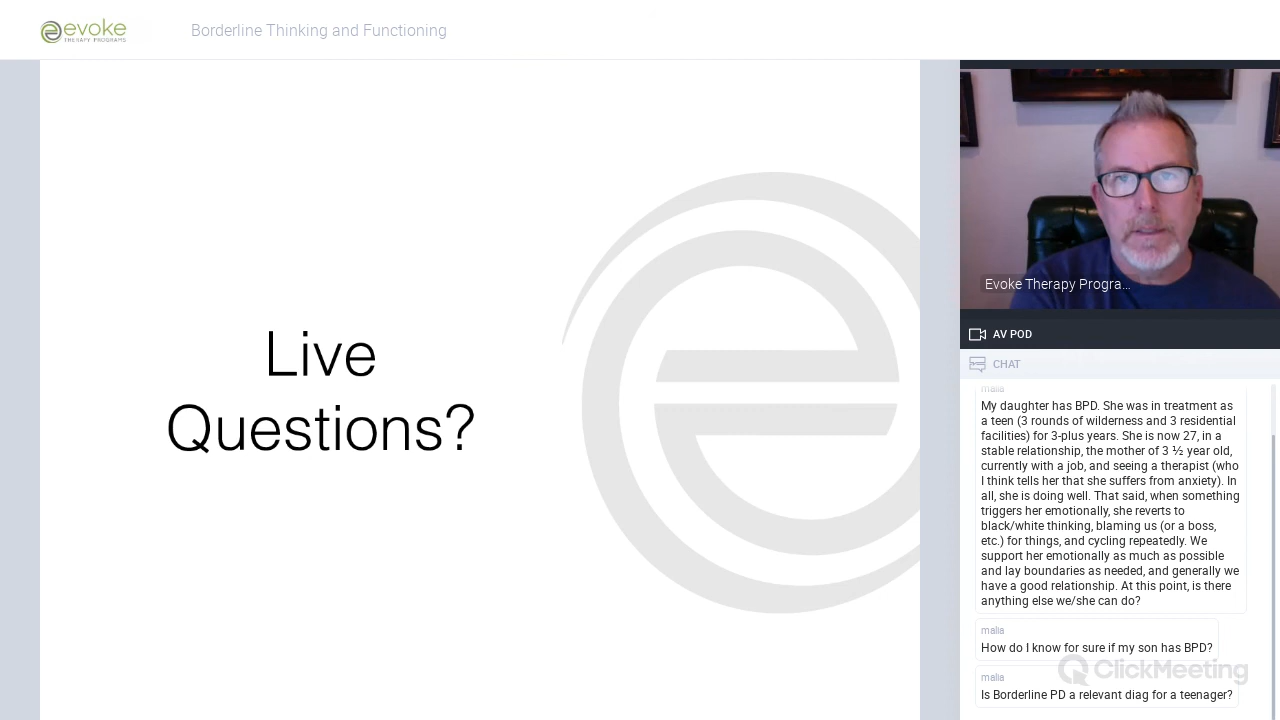 evoke
THERAPY PROGRAMS
Borderline Thinking and Functioning
Live
Questions?
Evoke Therapy Progra...
AV POD
CHAT
malia
My daughter has BPD. She was in treatment as
a teen (3 rounds of wilderness and 3 residential
facilities) for 3-plus years. She is now 27, in a
stable relationship, the mother of 3 ½ year old,
currently with a job, and seeing a therapist (who
I think tells her that she suffers from anxiety). In
all, she is doing well. That said, when something
triggers her emotionally, she reverts to
black/white thinking, blaming us (or a boss,
etc.) for things, and cycling repeatedly. We
support her emotionally as much as possible
and lay boundaries as needed, and generally we
have a good relationship. At this point, is there
anything else we/she can do?
malia
How do I know for sure if my son has BPD?
ClickMeeting
malia
Is Borderline PD a relevant diag for a teenager?